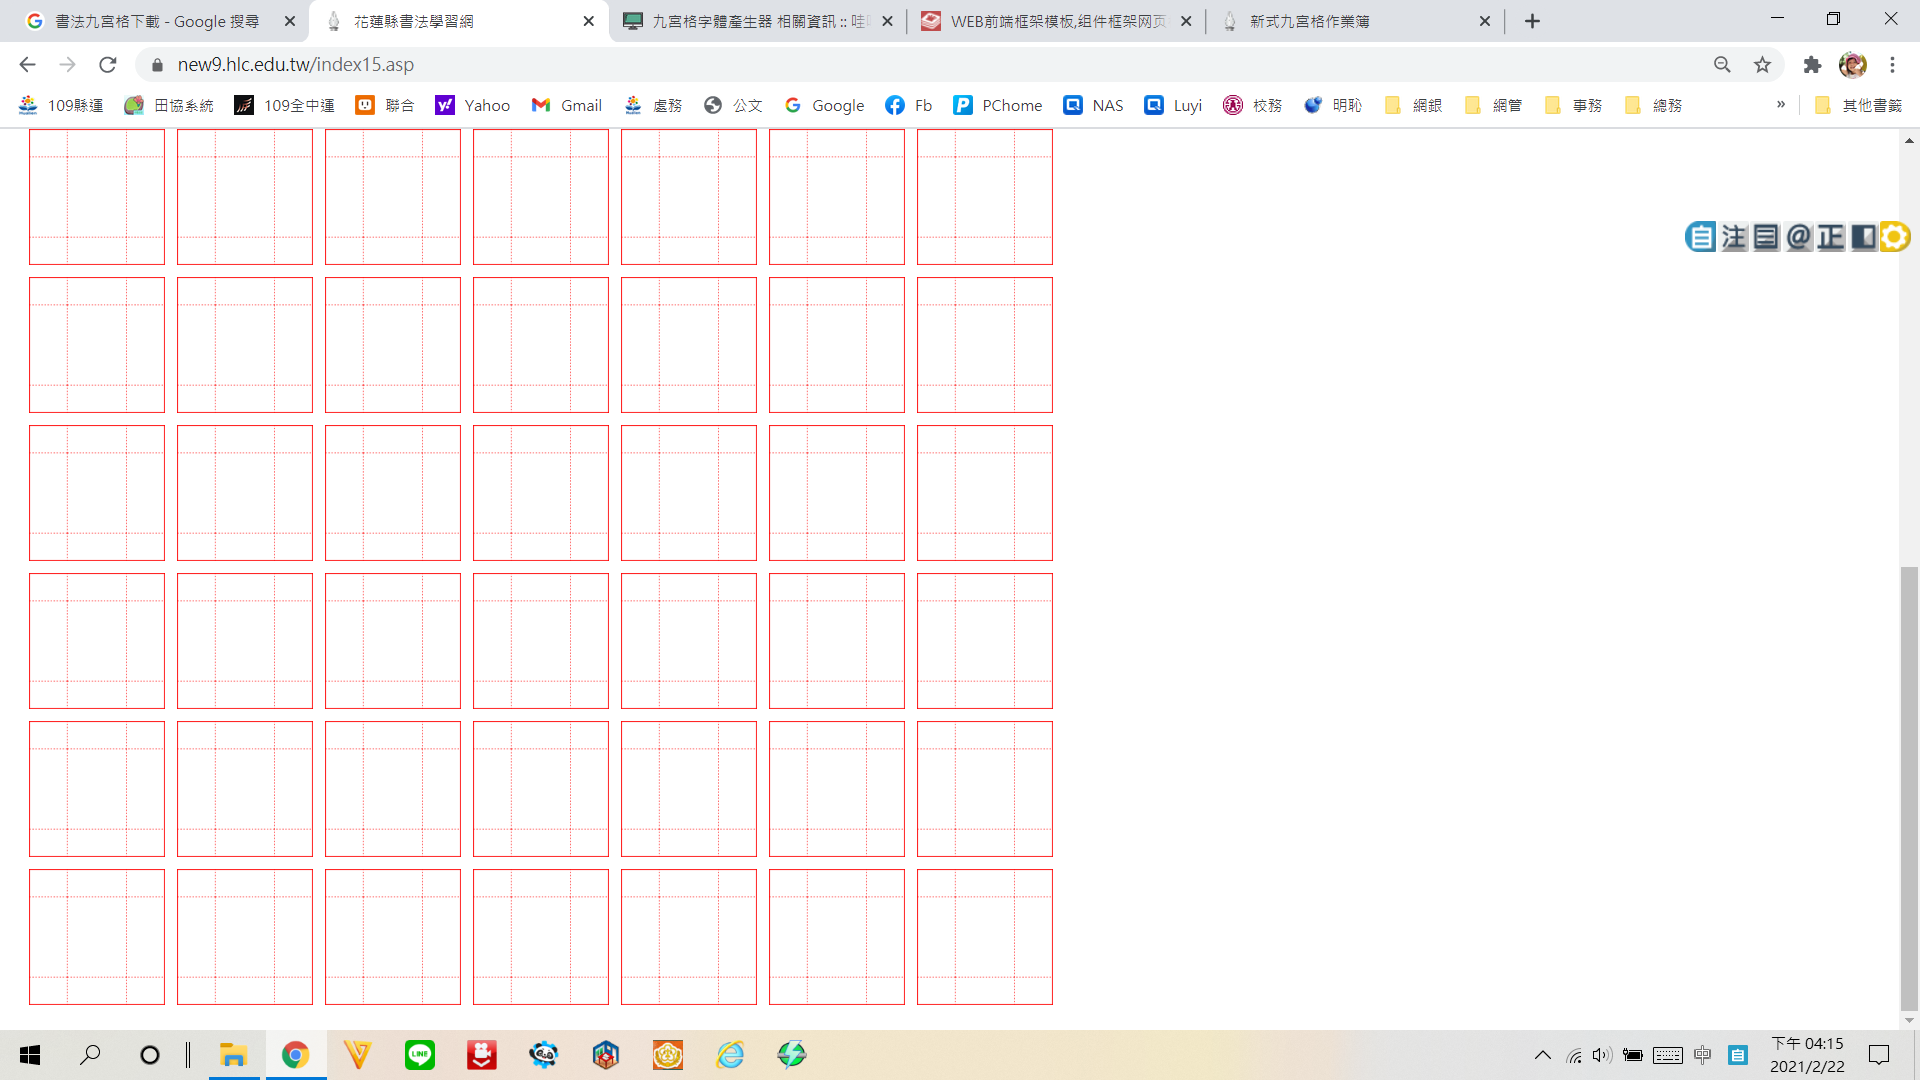 書法九宮格下載 - Google 搜尋
花蓮縣書法學習網
九宮格字體產生器 相關資訊 :: 哇
WEB前端框架模板,组件框架网页
新式九宮格作業簿
new9.hlc.edu.tw/index15.asp
109縣運 田協系統 109全中運 聯合 Yahoo Gmail 處務 公文 Google Fb PChome NAS Luyi 校務 明恥 網銀 網管 事務 總務 » 其他書籤
自 注 @ 正
LINE
中
下午 04:15
2021/2/22